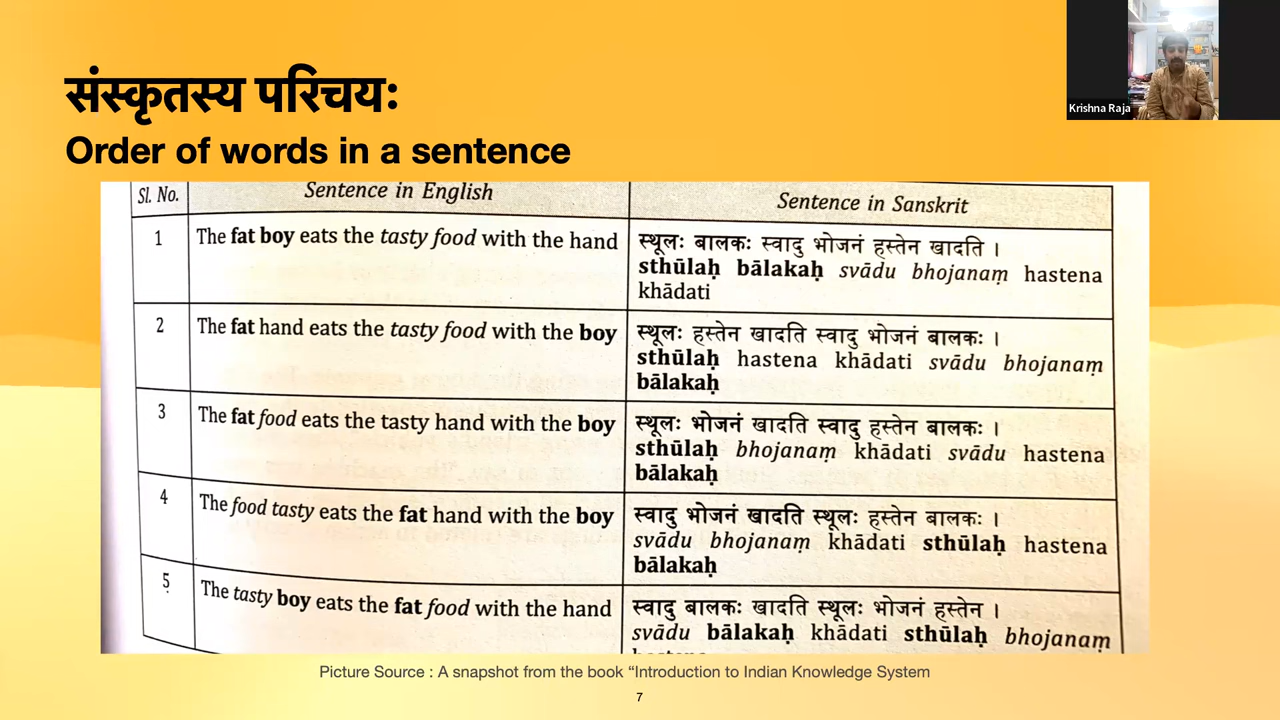 संस्कृतस्य परिचयः
Order of words in a sentence
Krishna Raja
Sl. No. Sentence in English Sentence in Sanskrit
1 The fat boy eats the tasty food with the hand स्थूलः बालकः स्वादु भोजनं हस्तेन खादति ।
sthūlaḥ bālakaḥ svādu bhojanaṃ hastena
khādati
2 The fat hand eats the tasty food with the boy स्थूलः हस्तेन खादति स्वादु भोजनं बालकः ।
sthūlaḥ hastena khādati svādu bhojanaṃ
bālakaḥ
3 The fat food eats the tasty hand with the boy स्थूलः भोजनं खादति स्वादु हस्तेन बालकः ।
sthūlaḥ bhojanaṃ khādati svādu hastena
bālakaḥ
4 The food tasty eats the fat hand with the boy स्वादु भोजनं खादति स्थूलः हस्तेन बालकः ।
svādu bhojanaṃ khādati sthūlaḥ hastena
bālakaḥ
5 The tasty boy eats the fat food with the hand स्वादु बालकः खादति स्थूलः भोजनं हस्तेन ।
svādu bālakaḥ khādati sthūlaḥ bhojanaṃ
Picture Source : A snapshot from the book “Introduction to Indian Knowledge System
7